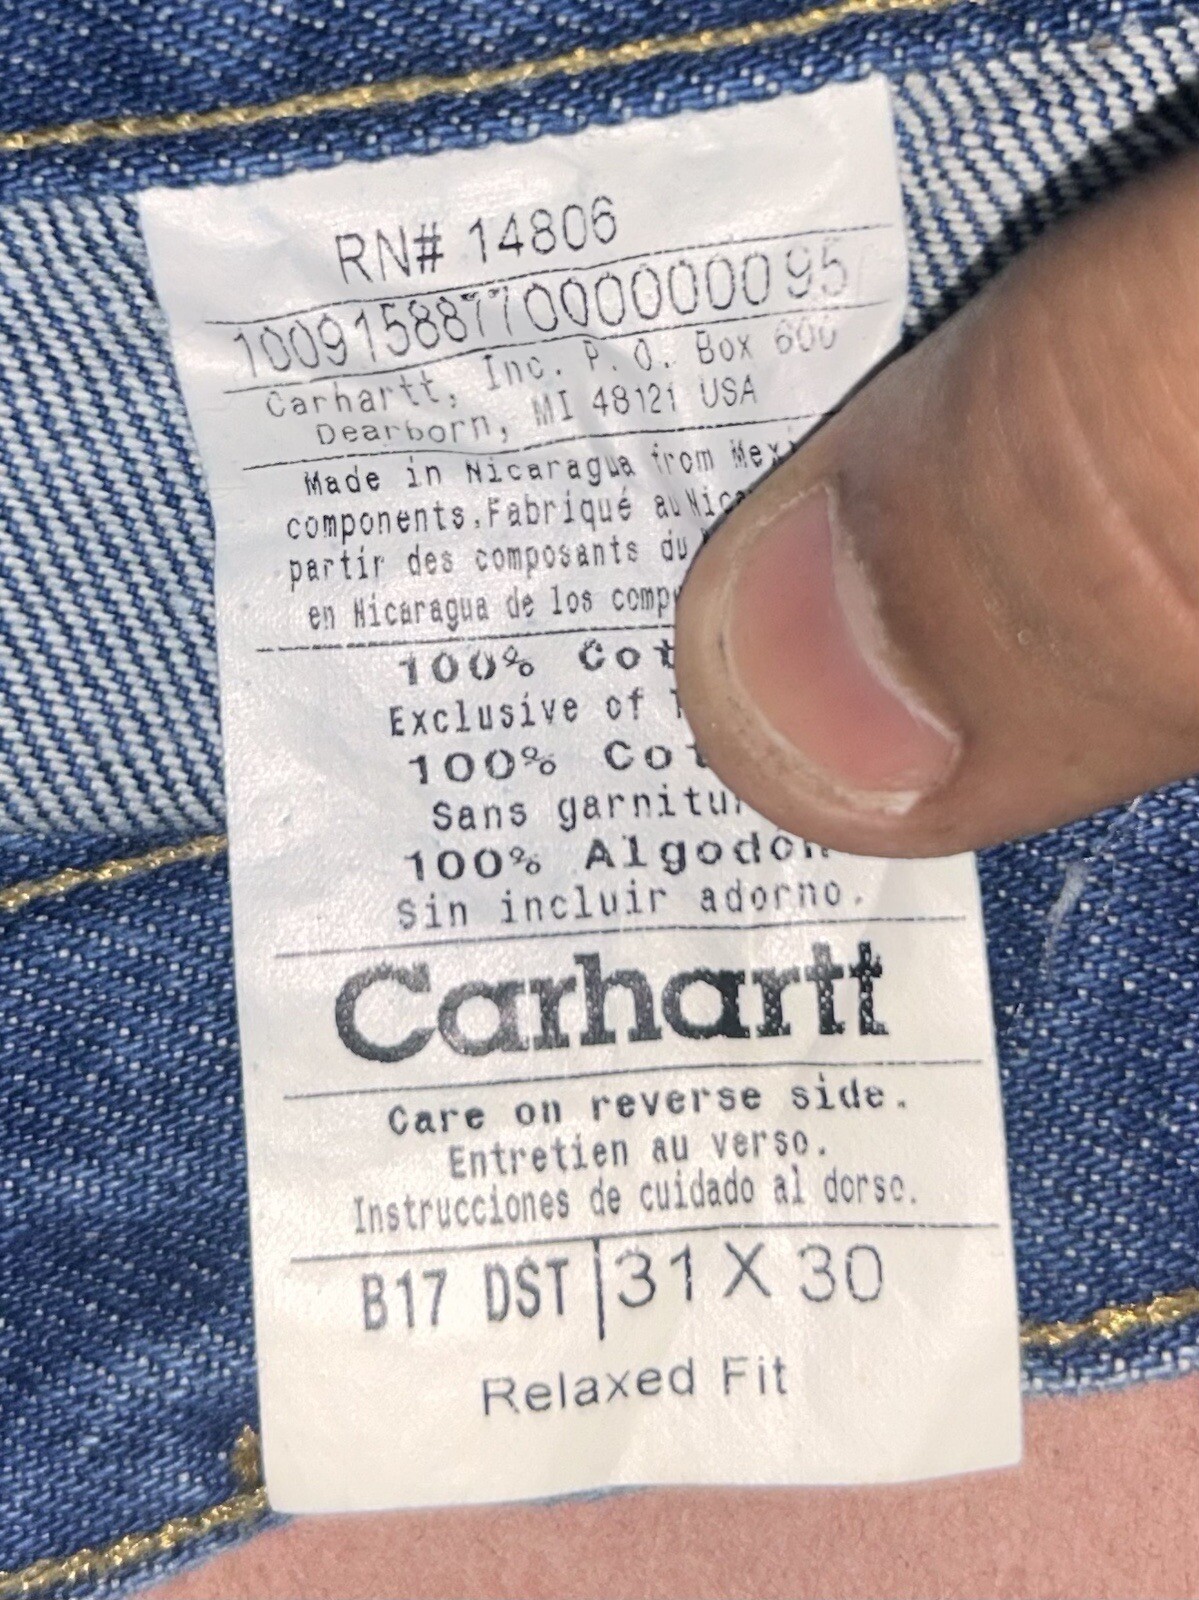 RN# 14806
Carhartt, Inc. P. O. Box 600
Dearborn, MI 48121 USA
Made in Nicaragua from
components. Fabriqué au
partir des composants du
en Nicaragua de los
100%
Exclusive of
100%
Sans
100% Algodón
Sin incluir adorno.
Carhartt
Care on reverse side.
Entretien au verso.
Instrucciones de cuidado al dorso.
B17 DST | 31 X 30
Relaxed Fit